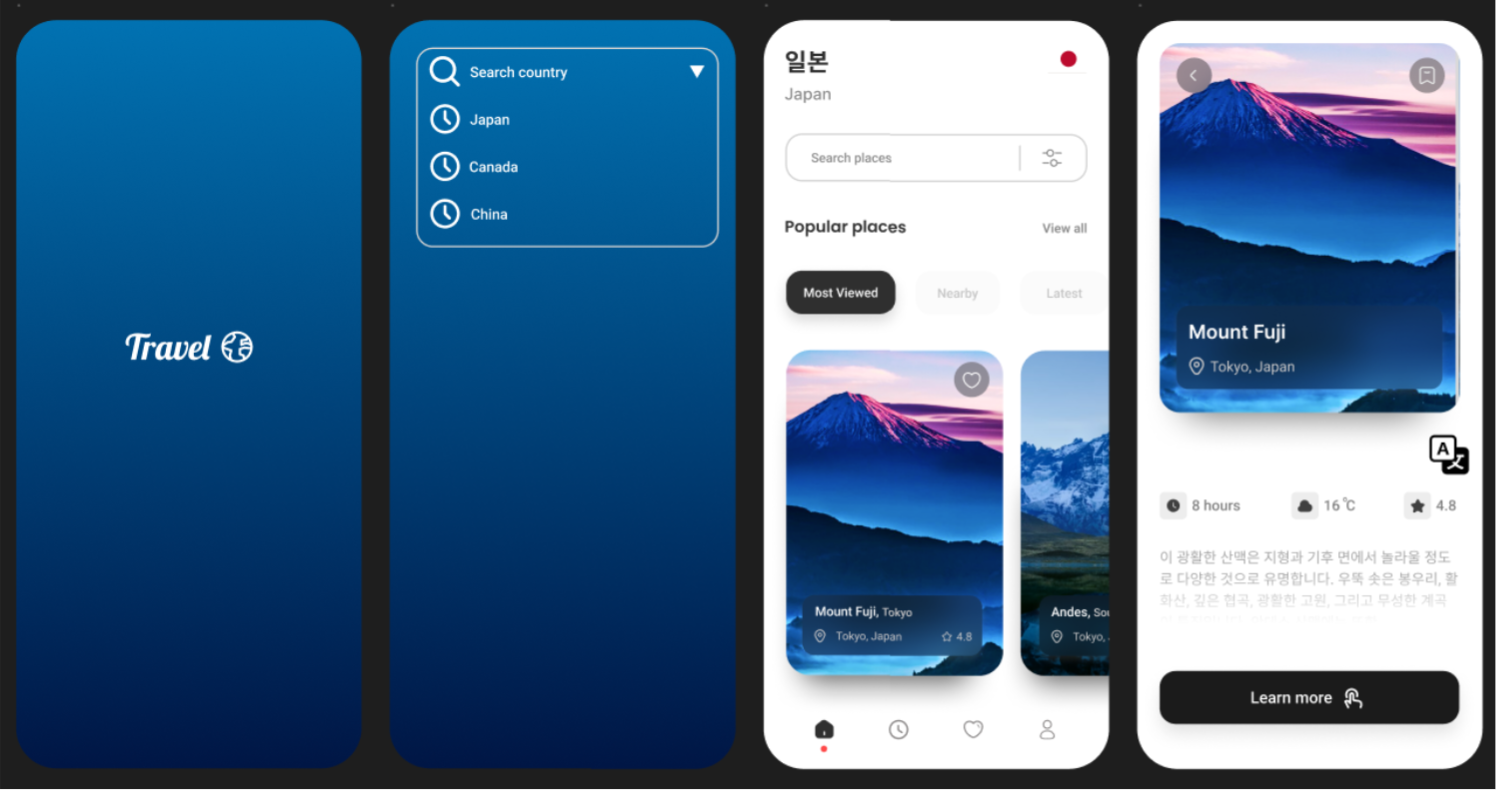 Travel
Search country
Japan
Canada
China
일본
Japan
Search places
Popular places
View all
Most Viewed
Nearby
Latest
Mount Fuji, Tokyo
Tokyo, Japan
4.8
Andes,
Tokyo,
Mount Fuji
Tokyo, Japan
A
8 hours
16 °C
4.8
이 광활한 산맥은 지형과 기후 면에서 놀라울 정도
로 다양한 것으로 유명합니다. 우뚝 솟은 봉우리, 활
화산, 깊은 협곡, 광활한 고원, 그리고 무성한 계곡
Learn more